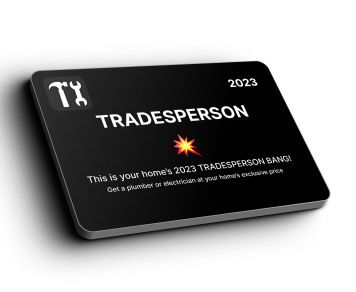 2023
TRADESPERSON
This is your home's 2023 TRADESPERSON BANG!
Get a plumber or electrician at your home's exclusive price